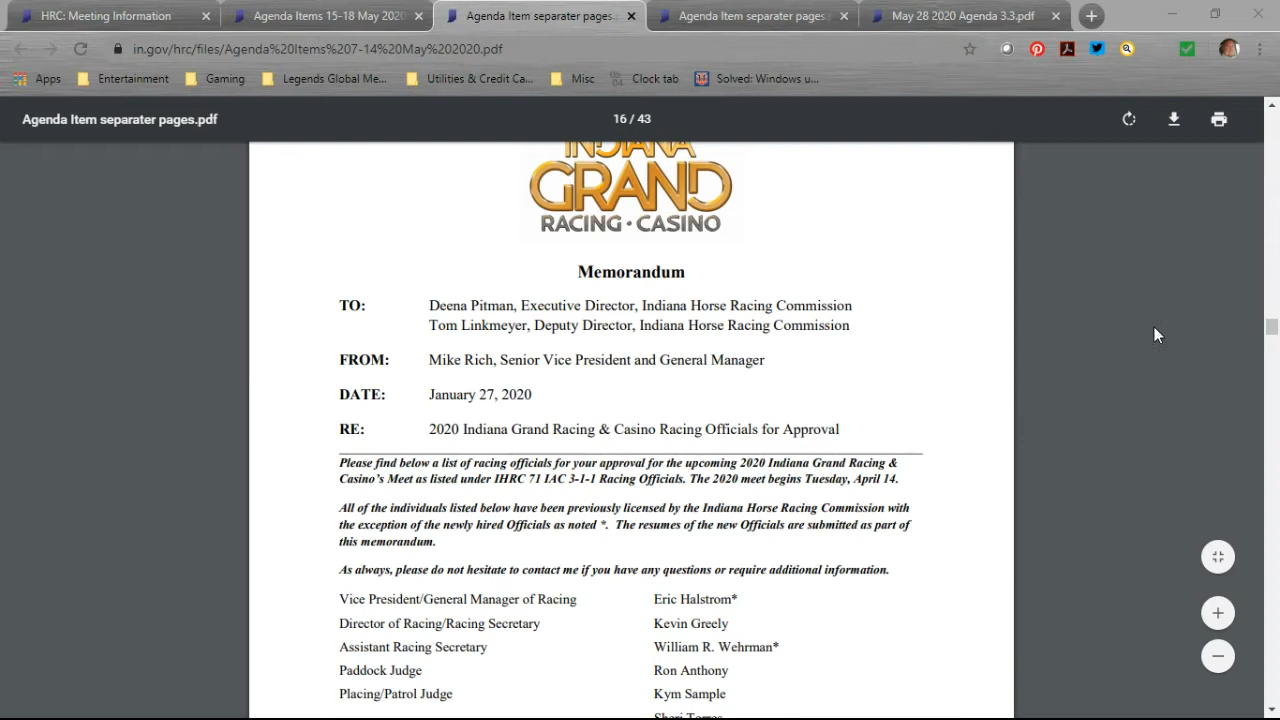 HRC: Meeting Information
Agenda Items 15-18 May 2020
Agenda Item separater pages.
Agenda Item separater pages.
May 28 2020 Agenda 3.3.pdf
in.gov/hrc/files/Agenda%20Items%207-14%20May%202020.pdf
Apps
Entertainment
Gaming
Legends Global Me...
Utilities & Credit Ca...
Misc
Clock tab
Solved: Windows u...
Agenda Item separater pages.pdf
16 / 43
INDIANA
GRAND
RACING · CASINO
Memorandum
TO: Deena Pitman, Executive Director, Indiana Horse Racing Commission
Tom Linkmeyer, Deputy Director, Indiana Horse Racing Commission
FROM: Mike Rich, Senior Vice President and General Manager
DATE: January 27, 2020
RE: 2020 Indiana Grand Racing & Casino Racing Officials for Approval
Please find below a list of racing officials for your approval for the upcoming 2020 Indiana Grand Racing &
Casino's Meet as listed under IHRC 71 IAC 3-1-1 Racing Officials. The 2020 meet begins Tuesday, April 14.
All of the individuals listed below have been previously licensed by the Indiana Horse Racing Commission with
the exception of the newly hired Officials as noted *. The resumes of the new Officials are submitted as part of
this memorandum.
As always, please do not hesitate to contact me if you have any questions or require additional information.
Vice President/General Manager of Racing Eric Halstrom*
Director of Racing/Racing Secretary Kevin Greely
Assistant Racing Secretary William R. Wehrman*
Paddock Judge Ron Anthony
Placing/Patrol Judge Kym Sample
Sheri Torres